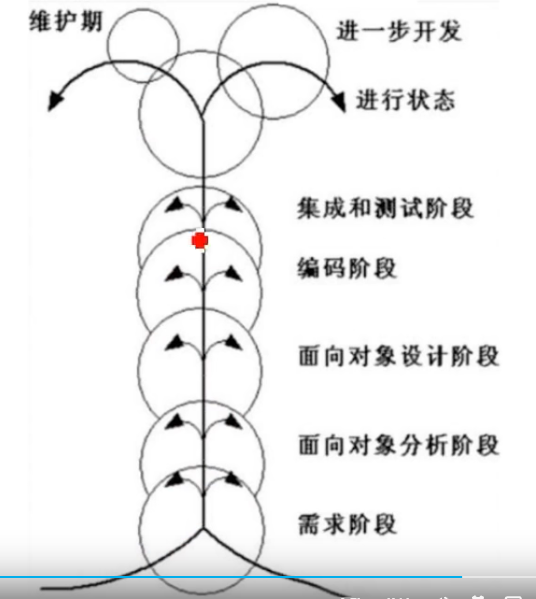 维护期
进一步开发
进行状态
集成和测试阶段
编码阶段
面向对象设计阶段
面向对象分析阶段
需求阶段